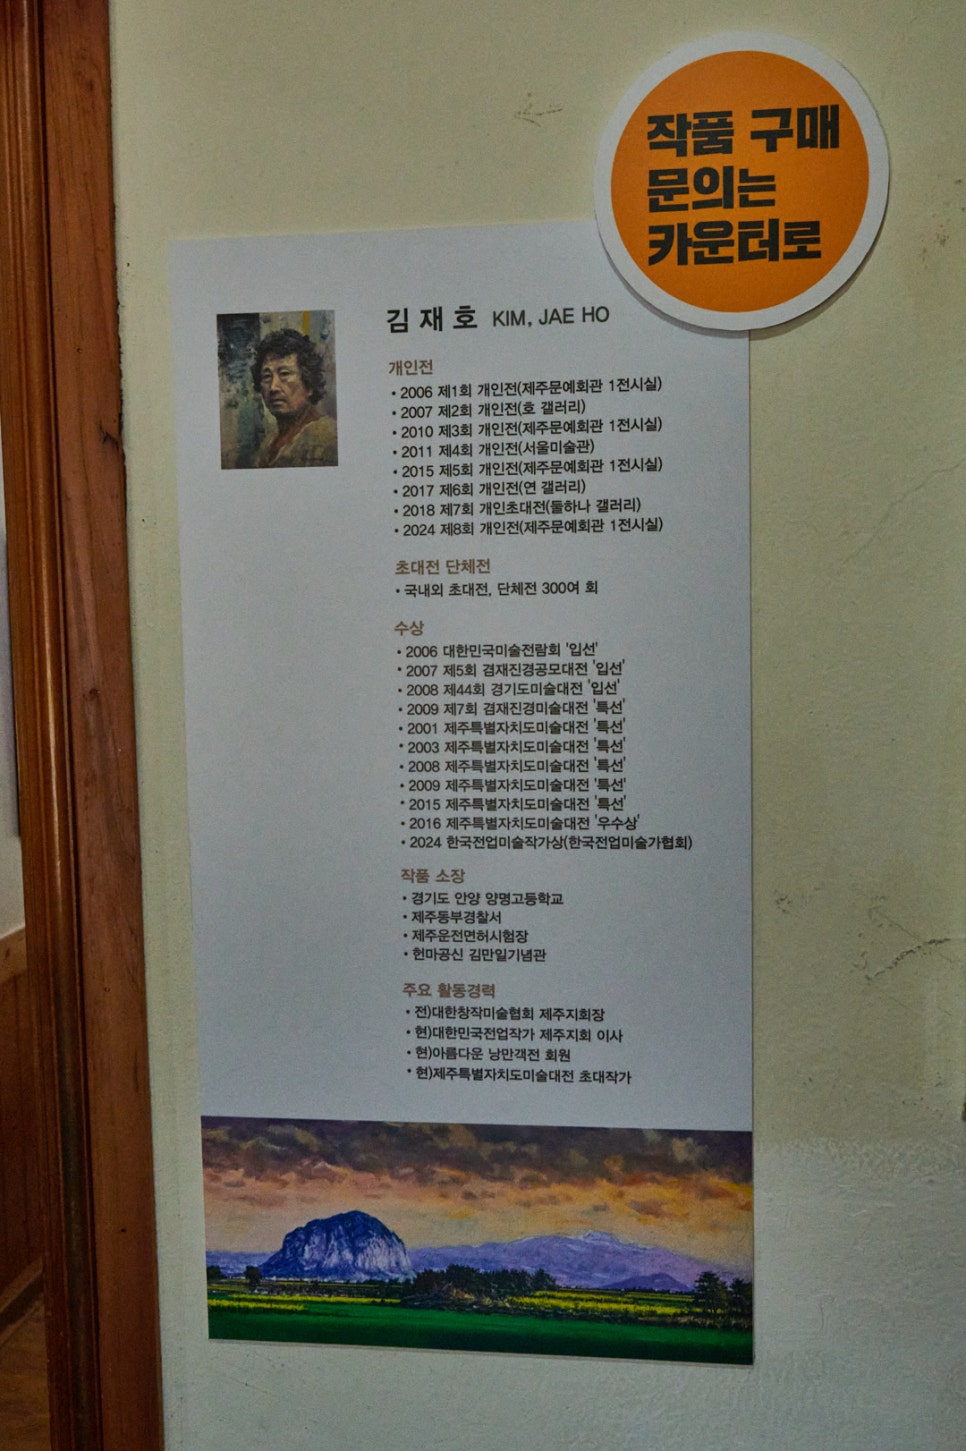 작품 구매
문의는
카운터로
김재호 KIM, JAE HO
개인전
• 2006 제1회 개인전(제주문예회관 1전시실)
• 2007 제2회 개인전(호 갤러리)
• 2010 제3회 개인전(제주문예회관 1전시실)
• 2011 제4회 개인전(서울미술관)
• 2015 제5회 개인전(제주문예회관 1전시실)
• 2017 제6회 개인전(연 갤러리)
• 2018 제7회 개인초대전(둘하나 갤러리)
• 2024 제8회 개인전(제주문예회관 1전시실)
초대전 단체전
• 국내외 초대전, 단체전 300여 회
수상
• 2006 대한민국미술전람회 '입선'
• 2007 제5회 겸재진경공모대전 '입선'
• 2008 제44회 경기도미술대전 '입선'
• 2009 제7회 겸재진경미술대전 '특선'
• 2001 제주특별자치도미술대전 '특선'
• 2003 제주특별자치도미술대전 '특선'
• 2008 제주특별자치도미술대전 '특선'
• 2009 제주특별자치도미술대전 '특선'
• 2015 제주특별자치도미술대전 '특선'
• 2016 제주특별자치도미술대전 '우수상'
• 2024 한국전업미술작가상(한국전업미술가협회)
작품 소장
• 경기도 안양 양명고등학교
• 제주동부경찰서
• 제주운전면허시험장
• 헌마공신 김만일기념관
주요 활동경력
• 전)대한창작미술협회 제주지회장
• 현)대한민국전업작가 제주지회 이사
• 현)아름다운 낭만객전 회원
• 현)제주특별자치도미술대전 초대작가